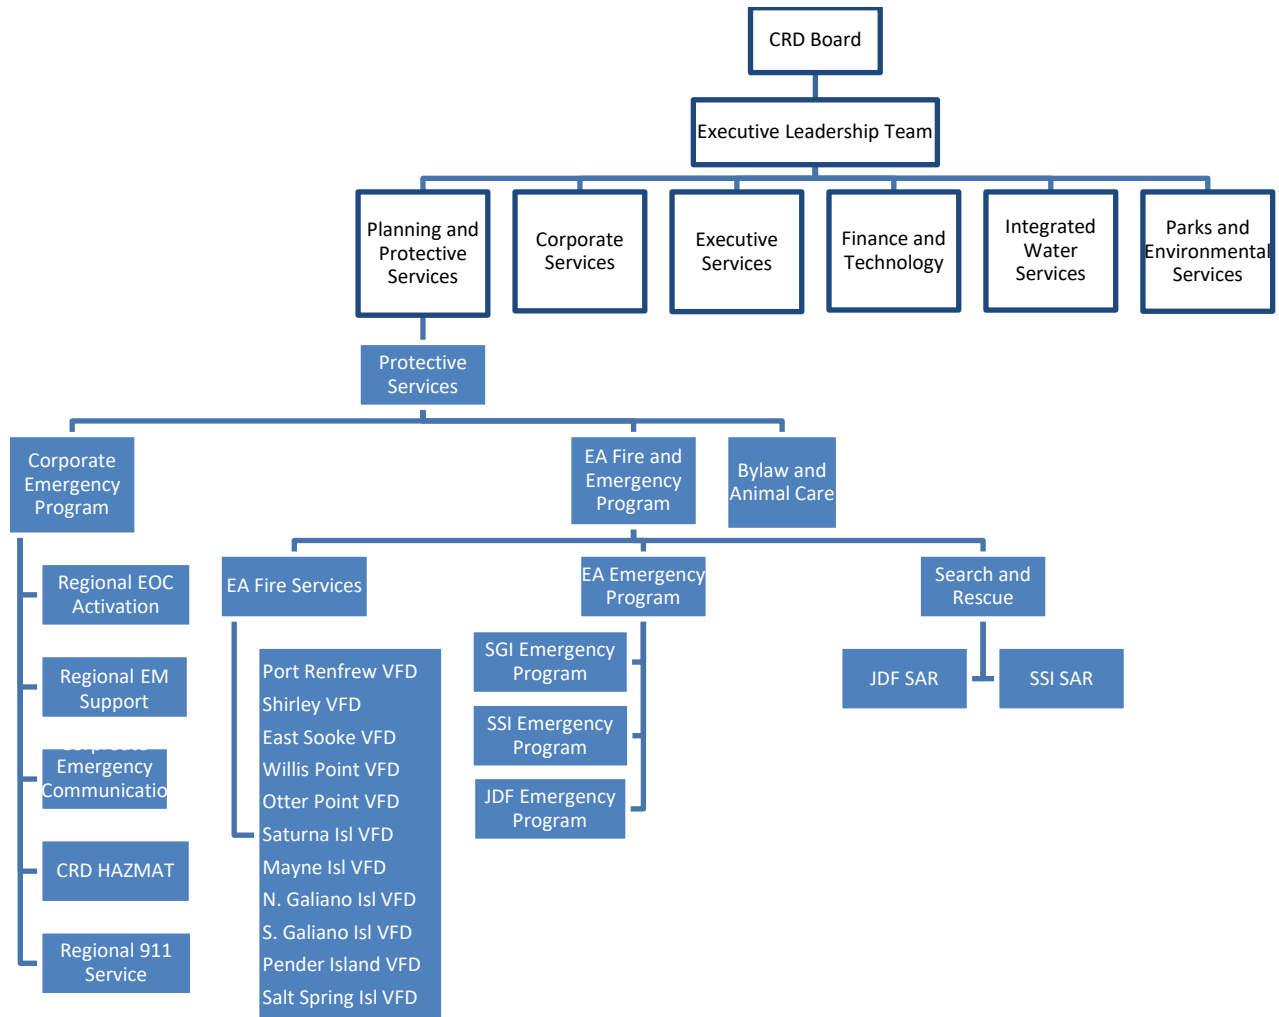 CRD Board
Executive Leadership Team
Planning and
Protective
Services
Corporate
Services
Executive
Services
Finance and
Technology
Integrated
Water
Services
Parks and
Environmental
Services
Protective
Services
Corporate
Emergency
Program
EA Fire and
Emergency
Program
Bylaw and
Animal Care
Regional EOC
Activation
Regional EM
Support
Emergency
Communicatio
CRD HAZMAT
Regional 911
Service
EA Fire Services
Port Renfrew VFD
Shirley VFD
East Sooke VFD
Willis Point VFD
Otter Point VFD
Saturna Isl VFD
Mayne Isl VFD
N. Galiano Isl VFD
S. Galiano Isl VFD
Pender Island VFD
Salt Spring Isl VFD
EA Emergency
Program
SGI Emergency
Program
SSI Emergency
Program
JDF Emergency
Program
Search and
Rescue
JDF SAR
SSI SAR